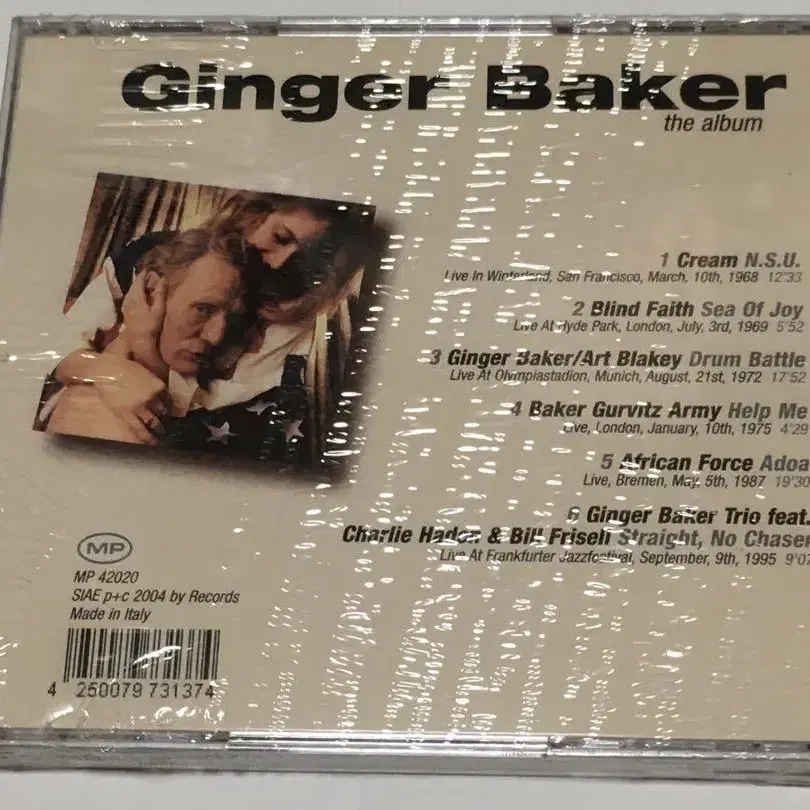 Ginger Baker
the album
1 Cream N.S.U.
Live In Winterland, San Francisco, March, 10th, 1968 12'33
2 Blind Faith Sea Of Joy
Live At Hyde Park, London, July, 3rd, 1969 5'52
3 Ginger Baker/Art Blakey Drum Battle
Live At Olympiastadion, Munich, August, 21st, 1972 17'52
4 Baker Gurvitz Army Help Me
Live, London, January, 10th, 1975 4'29
5 African Force Adoa
Live, Bremen, May, 5th, 1987 19'30
6 Ginger Baker Trio feat.
Charlie Haden & Bill Frisell Straight, No Chaser
Live At Frankfurter Jazzfestival, September, 9th, 1995 9'07
MP
MP 42020
SIAE p+c 2004 by Records
Made in Italy
4 250079 731374